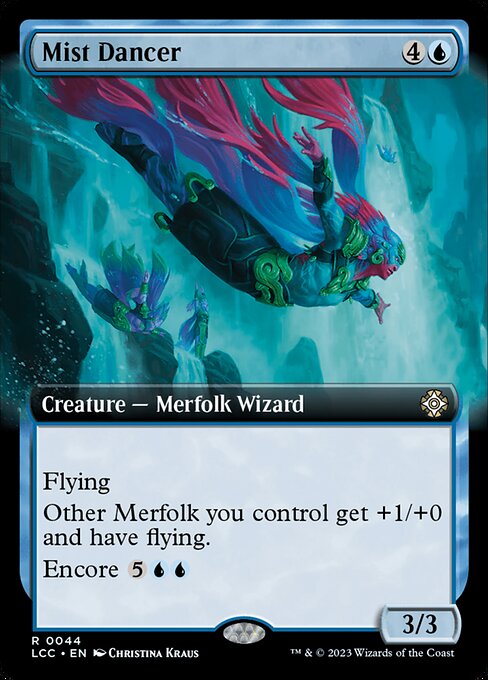 Mist Dancer 4
Creature — Merfolk Wizard
Flying
Other Merfolk you control get +1/+0
and have flying.
Encore 5
3/3
R 0044
LCC • EN Christina Kraus
™ & © 2023 Wizards of the Coast